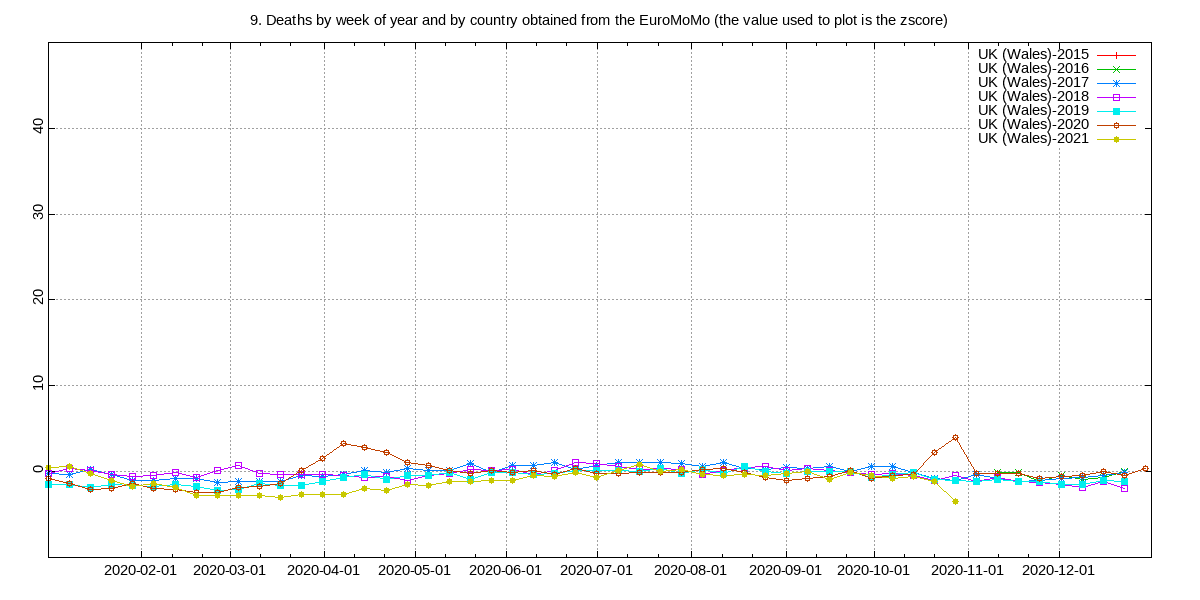 9. Deaths by week of year and by country obtained from the EuroMoMo (the value used to plot is the zscore)
UK (Wales)-2015
UK (Wales)-2016
UK (Wales)-2017
UK (Wales)-2018
UK (Wales)-2019
UK (Wales)-2020
UK (Wales)-2021
40
30
20
10
0
2020-02-01 2020-03-01 2020-04-01 2020-05-01 2020-06-01 2020-07-01 2020-08-01 2020-09-01 2020-10-01 2020-11-01 2020-12-01